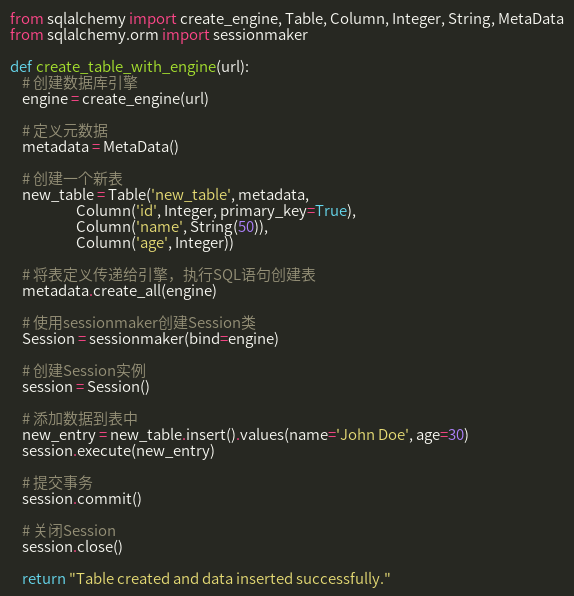 from sqlalchemy import create_engine, Table, Column, Integer, String, MetaData
from sqlalchemy.orm import sessionmaker

def create_table_with_engine(url):
    # 创建数据库引擎
    engine = create_engine(url)

    # 定义元数据
    metadata = MetaData()

    # 创建一个新表
    new_table = Table('new_table', metadata,
                      Column('id', Integer, primary_key=True),
                      Column('name', String(50)),
                      Column('age', Integer))

    # 将表定义传递给引擎，执行SQL语句创建表
    metadata.create_all(engine)

    # 使用sessionmaker创建Session类
    Session = sessionmaker(bind=engine)

    # 创建Session实例
    session = Session()

    # 添加数据到表中
    new_entry = new_table.insert().values(name='John Doe', age=30)
    session.execute(new_entry)

    # 提交事务
    session.commit()

    # 关闭Session
    session.close()

    return "Table created and data inserted successfully."